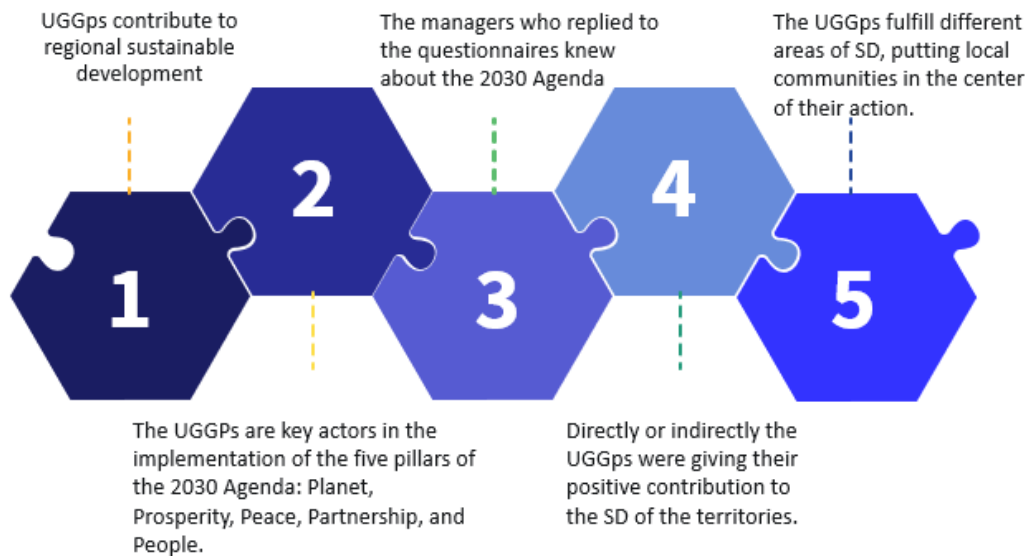 UGGps contribute to
regional sustainable
development
1
2
The UGGPs are key actors in the
implementation of the five pillars of
the 2030 Agenda: Planet,
Prosperity, Peace, Partnership, and
People.
The managers who replied to
the questionnaires knew
about the 2030 Agenda
3
4
Directly or indirectly the
UGGps were giving their
positive contribution to
the SD of the territories.
The UGGps fulfill different
areas of SD, putting local
communities in the center
of their action.
5